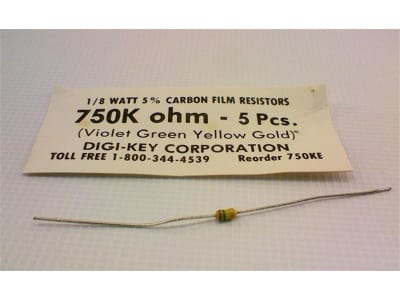 1/8 WATT 5% CARBON FILM RESISTORS
750K ohm - 5 Pcs.
(Violet Green Yellow Gold)
DIGI-KEY CORPORATION
TOLL FREE 1-800-344-4539 Reorder 750KE